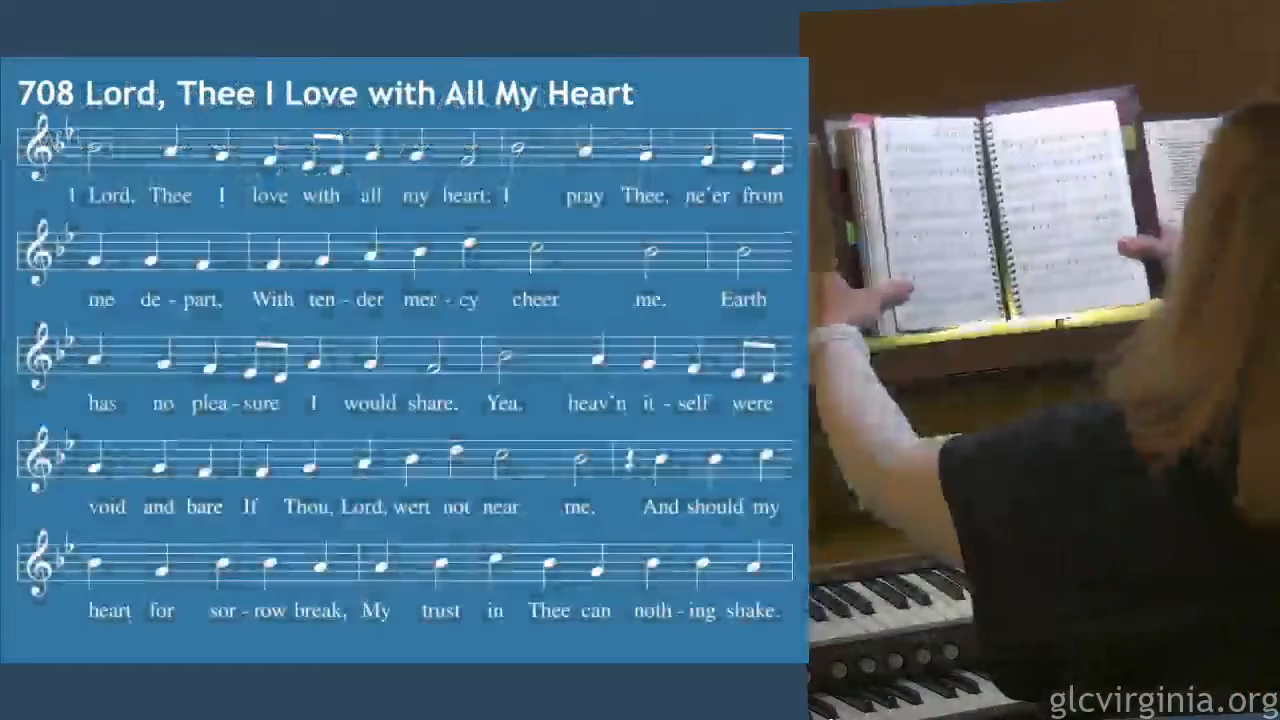 708 Lord, Thee I Love with All My Heart
1 Lord, Thee I love with all my heart; I pray Thee, ne'er from
me de - part, With ten - der mer - cy cheer me. Earth
has no plea - sure I would share. Yea, heav'n it - self were
void and bare If Thou, Lord, wert not near me. And should my
heart for sor - row break, My trust in Thee can noth - ing shake.
glcvirginia.org